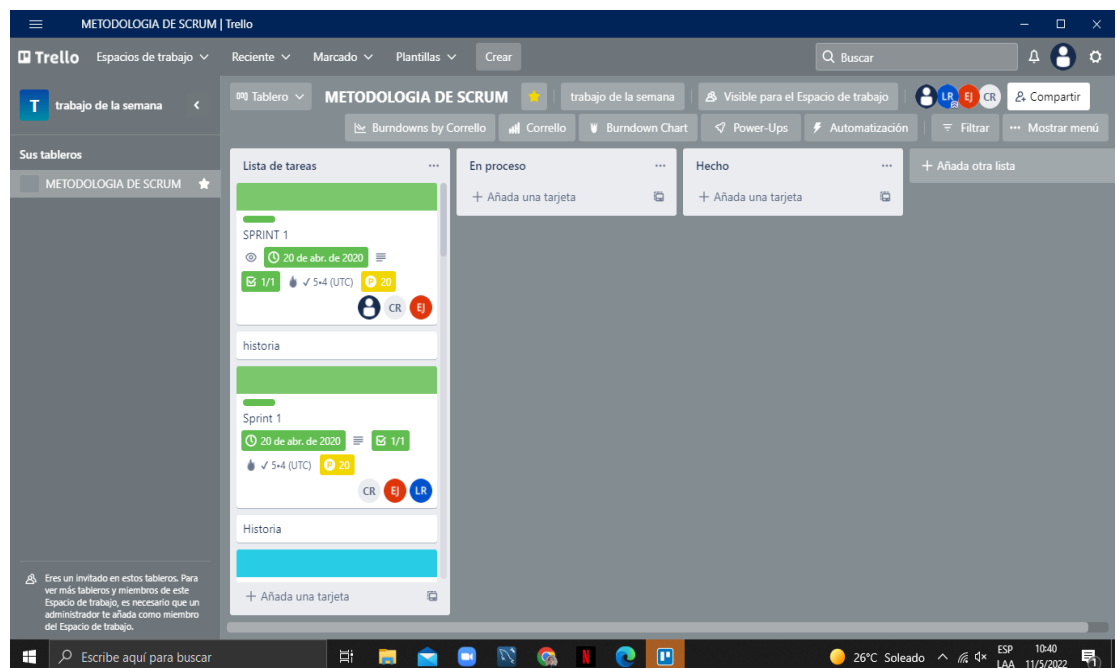 METODOLOGIA DE SCRUM | Trello
Trello Espacios de trabajo Reciente Marcado Plantillas Crear Buscar
T trabajo de la semana
Tablero METODOLOGIA DE SCRUM trabajo de la semana Visible para el Espacio de trabajo LR EJ CR Compartir
Burndowns by Corrello Corrello Burndown Chart Power-Ups Automatización Filtrar ... Mostrar menú
Sus tableros
METODOLOGIA DE SCRUM
Lista de tareas ...
SPRINT 1
20 de abr. de 2020
1/1 ✓ 5•4 (UTC) P 20
CR EJ
historia
Sprint 1
20 de abr. de 2020 1/1
✓ 5•4 (UTC) P 20
CR EJ LR
Historia
+ Añada una tarjeta
En proceso ...
+ Añada una tarjeta
Hecho ...
+ Añada una tarjeta
+ Añada otra lista
Eres un invitado en estos tableros. Para
ver más tableros y miembros de este
Espacio de trabajo, es necesario que un
administrador te añada como miembro
del Espacio de trabajo.
Escribe aquí para buscar
N
26°C Soleado
ESP
LAA
10:40
11/5/2022